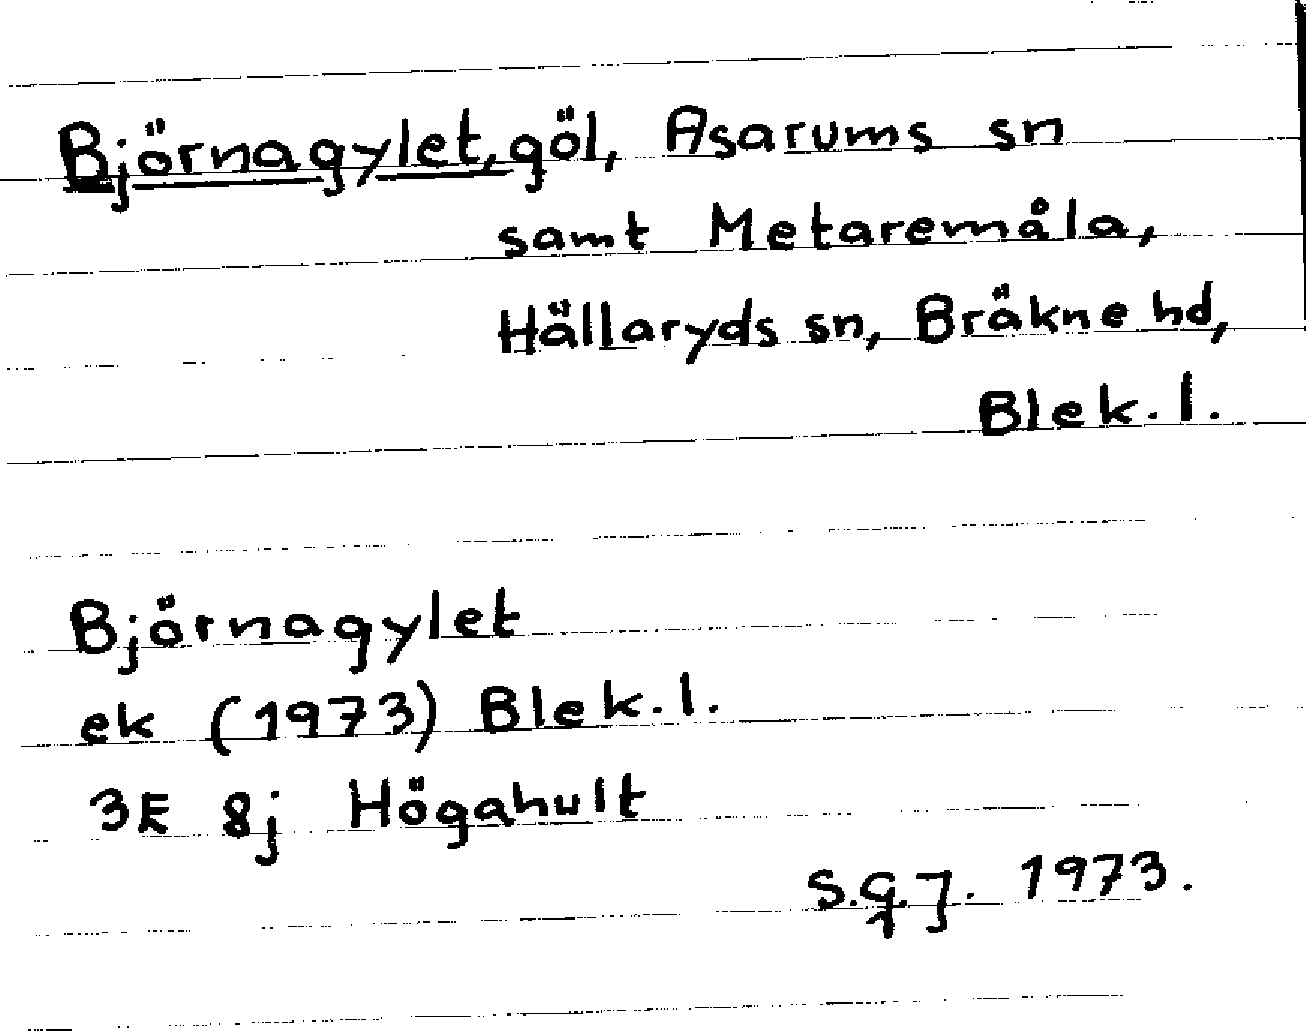 Björnagylet, göl, Asarums sn
samt Metaremåla,
Hällaryds sn, Bräkne hd,
Blek. l.
Björnagylet
ek (1973) Blek. l.
3E 8j Högahult
S.G.J. 1973.